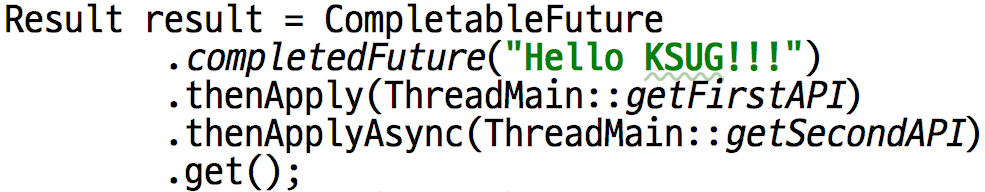 Result result = CompletableFuture
.completedFuture("Hello KSUG!!!")
.thenApply(ThreadMain::getFirstAPI)
.thenApplyAsync(ThreadMain::getSecondAPI)
.get();